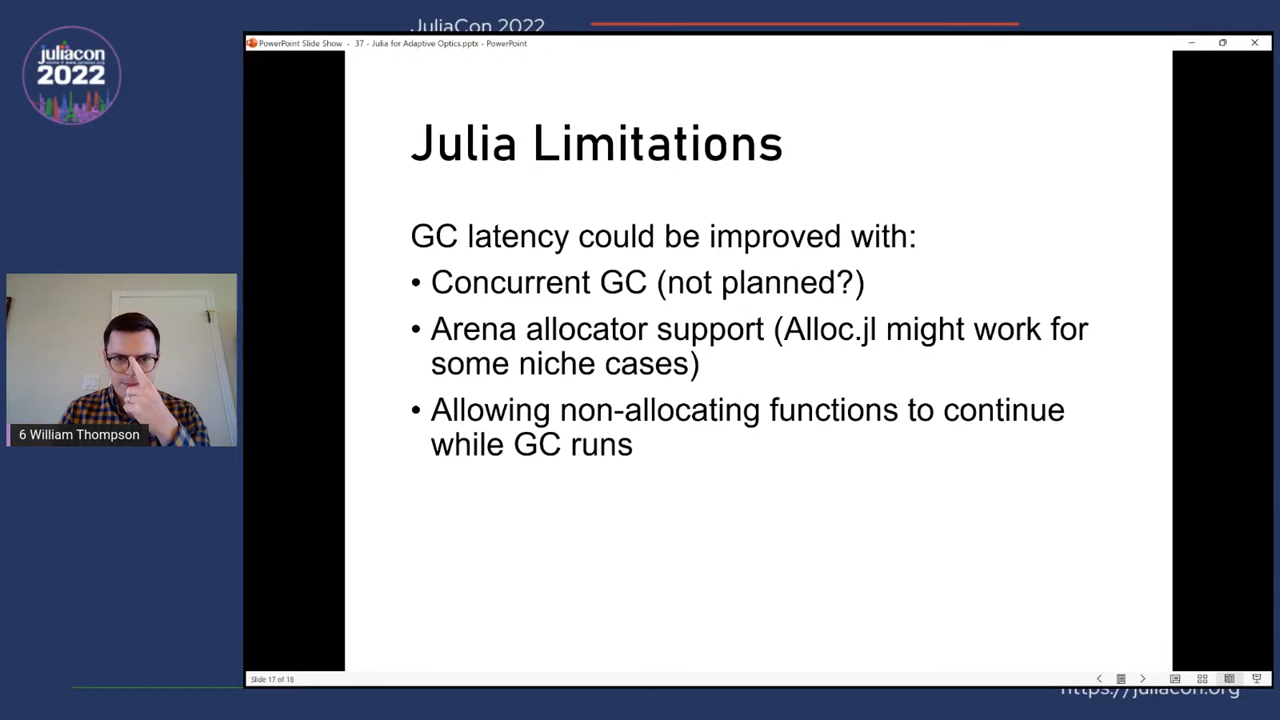 JuliaCon 2022
juliacon
2022
PowerPoint Slide Show - 37 - Julia for Adaptive Optics.pptx - PowerPoint
Julia Limitations
GC latency could be improved with:
• Concurrent GC (not planned?)
• Arena allocator support (Alloc.jl might work for
some niche cases)
• Allowing non-allocating functions to continue
while GC runs
6 William Thompson
Slide 17 of 18
https://juliacon.org